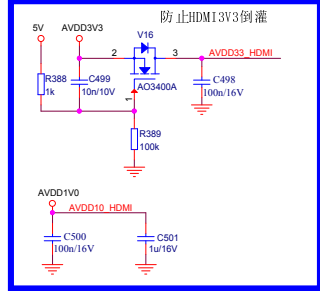 防止HDMI3V3倒灌
5V
AVDD3V3
V16
2
3
AVDD33_HDMI
R388
1k
C499
10n/10V
AO3400A
1
C498
100n/16V
R389
100k
AVDD1V0
AVDD10_HDMI
C500
100n/16V
C501
1u/16V